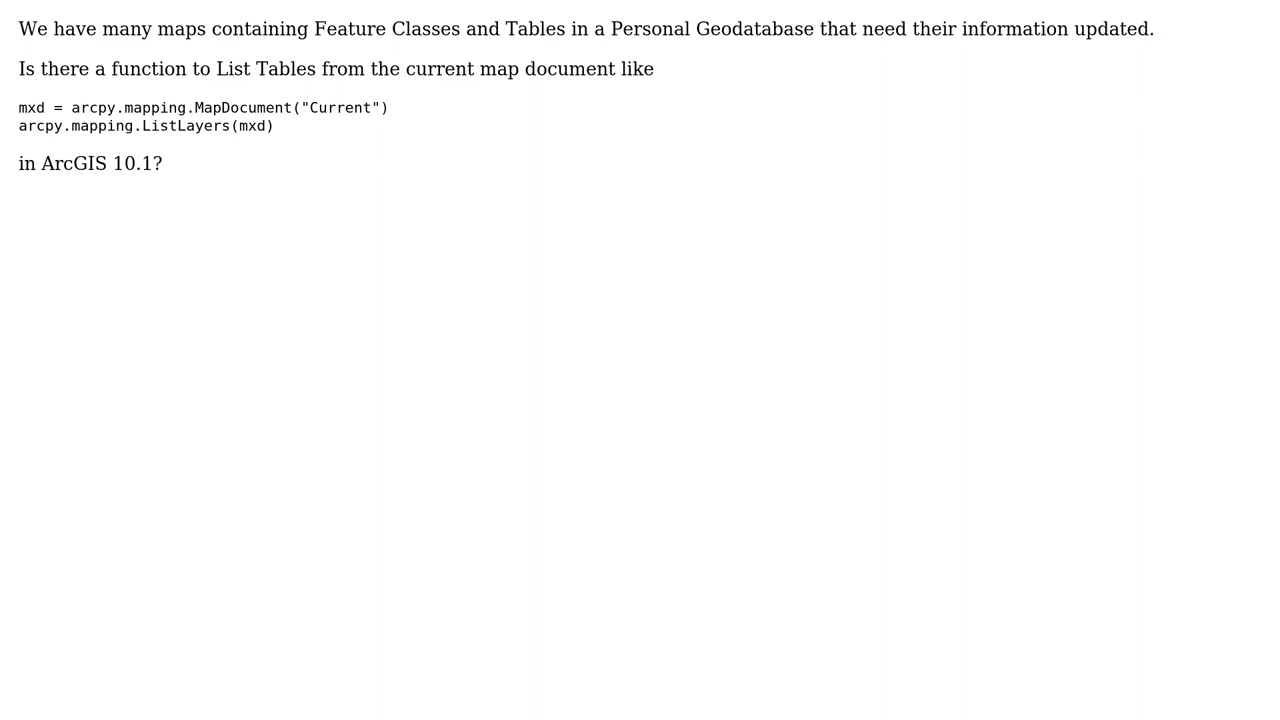 We have many maps containing Feature Classes and Tables in a Personal Geodatabase that need their information updated.
Is there a function to List Tables from the current map document like
mxd = arcpy.mapping.MapDocument("Current")
arcpy.mapping.ListLayers(mxd)
in ArcGIS 10.1?